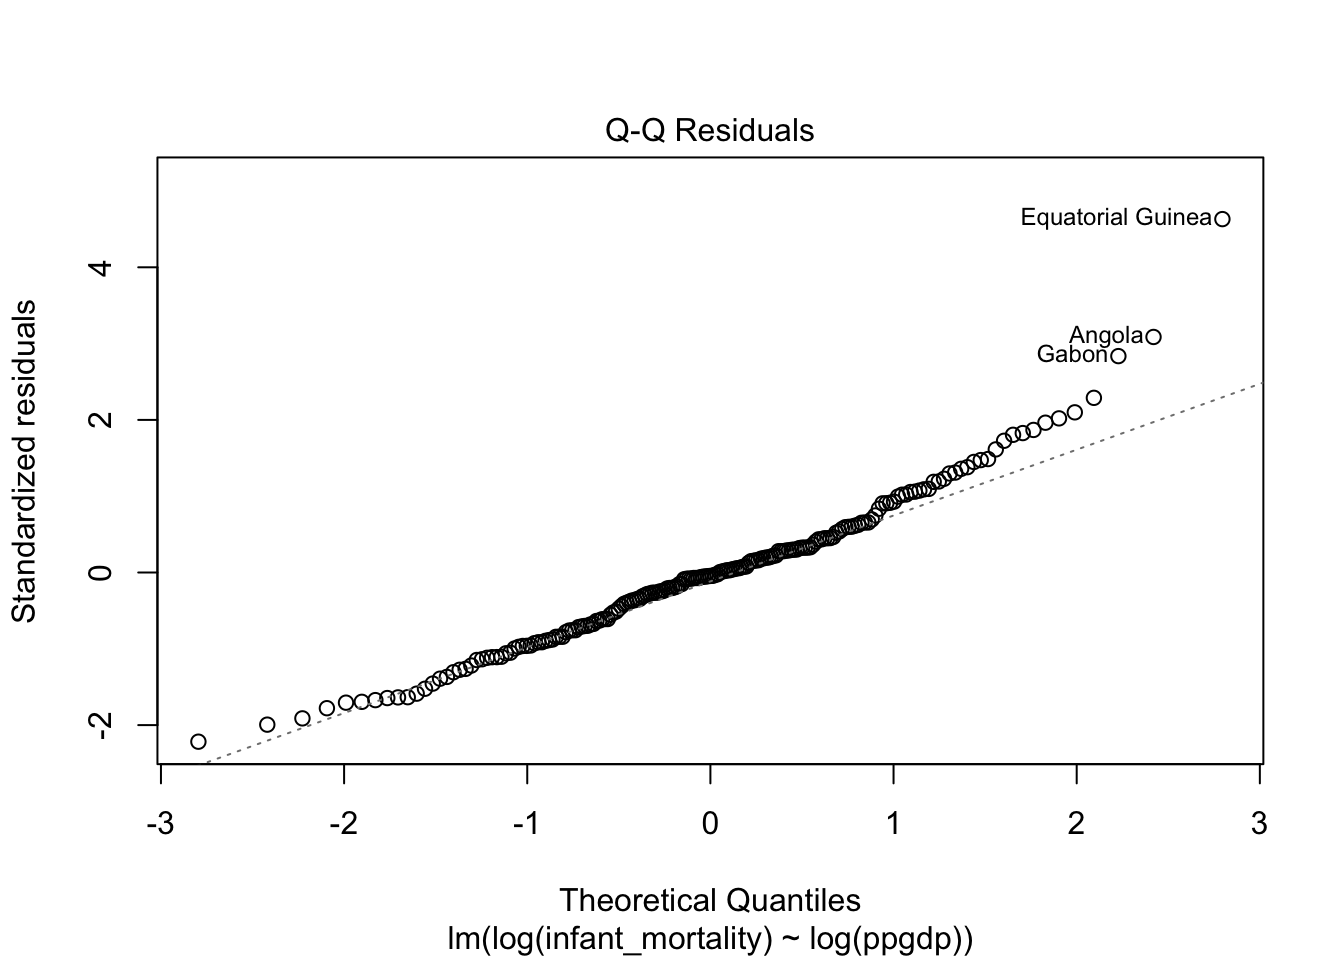 Q-Q Residuals
Equatorial Guinea
Angola
Gabon
Standardized residuals
4
2
0
-2
-3 -2 -1 0 1 2 3
Theoretical Quantiles
lm(log(infant_mortality) ~ log(ppgdp))